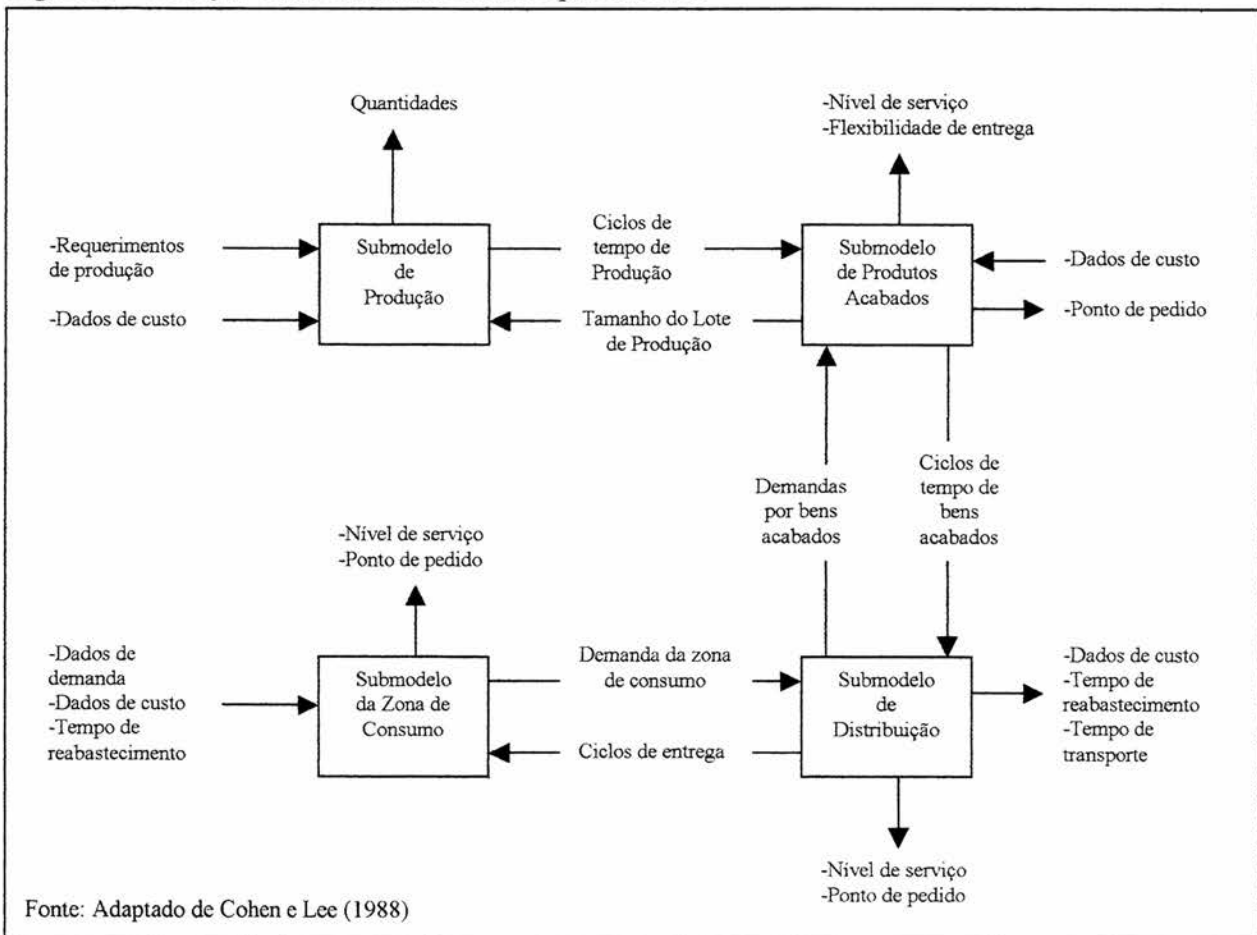 Quantidades
-Nível de serviço
-Flexibilidade de entrega
-Requerimentos
de produção
-Dados de custo
Submodelo
de
Produção
Ciclos de
tempo de
Produção
Tamanho do Lote
de Produção
Submodelo
de Produtos
Acabados
-Dados de custo
-Ponto de pedido
Demandas
por bens
acabados
Ciclos de
tempo de
bens
acabados
-Nível de serviço
-Ponto de pedido
-Dados de
demanda
-Dados de custo
-Tempo de
reabastecimento
Submodelo
da Zona de
Consumo
Demanda da zona
de consumo
Ciclos de entrega
Submodelo
de
Distribuição
-Dados de custo
-Tempo de
reabastecimento
-Tempo de
transporte
-Nível de serviço
-Ponto de pedido
Fonte: Adaptado de Cohen e Lee (1988)